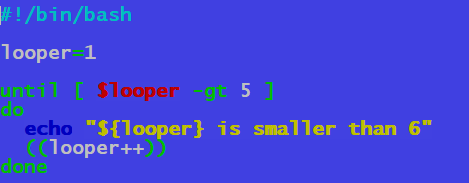 #!/bin/bash
looper=1
until [ $looper -gt 5 ]
do
echo "${looper} is smaller than 6"
((looper++))
done